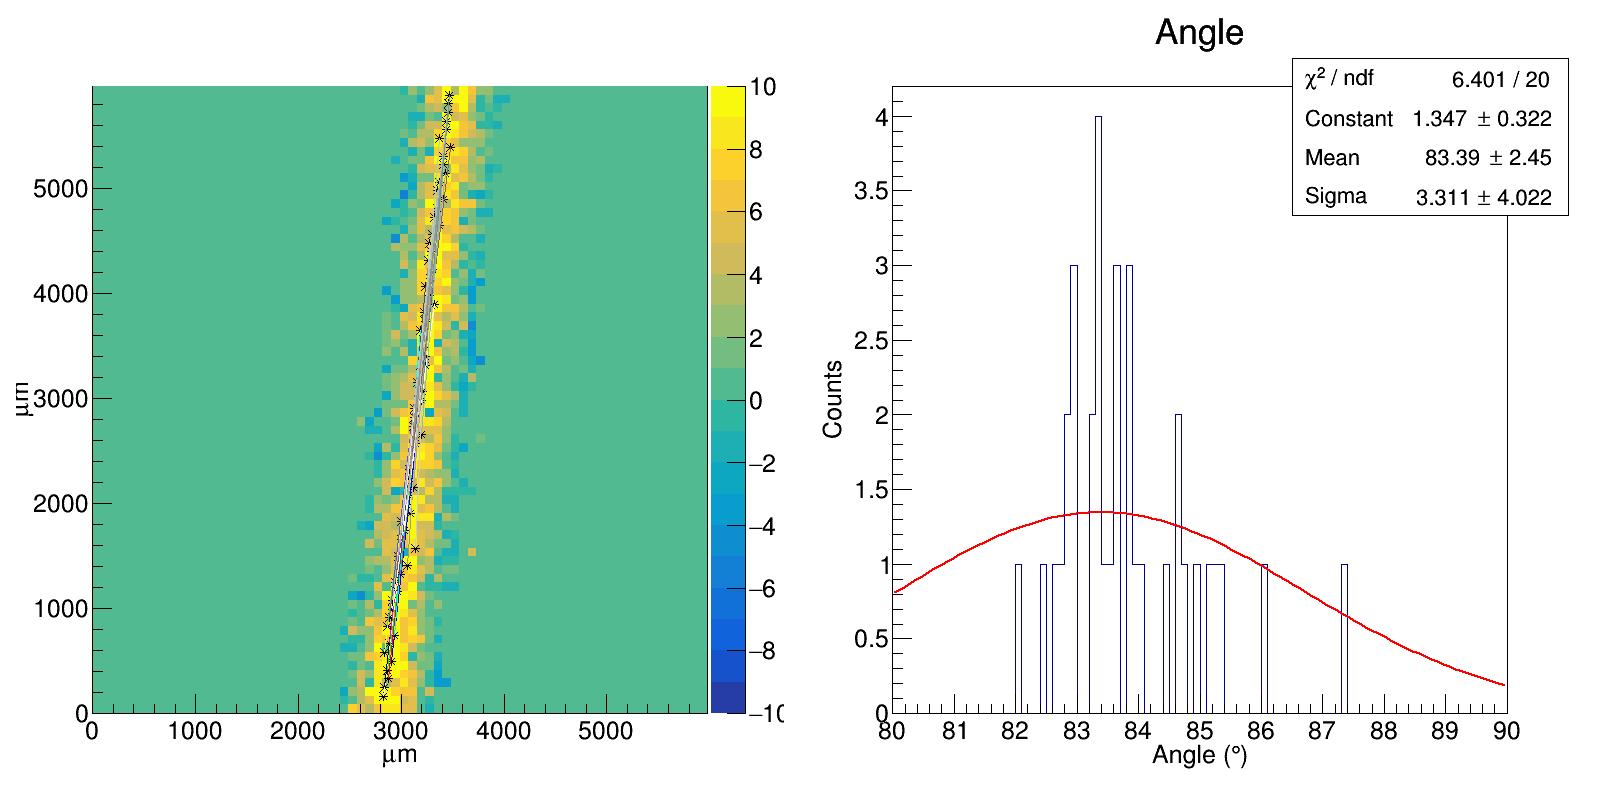 Angle
χ² / ndf 6.401 / 20
Constant 1.347 ± 0.322
Mean 83.39 ± 2.45
Sigma 3.311 ± 4.022
5000
4000
3000
2000
1000
0
μm
0 1000 2000 3000 4000 5000
μm
10
8
6
4
2
0
−2
−4
−6
−8
−10
4
3.5
3
2.5
2
1.5
1
0.5
0
Counts
80 81 82 83 84 85 86 87 88 89 90
Angle (°)